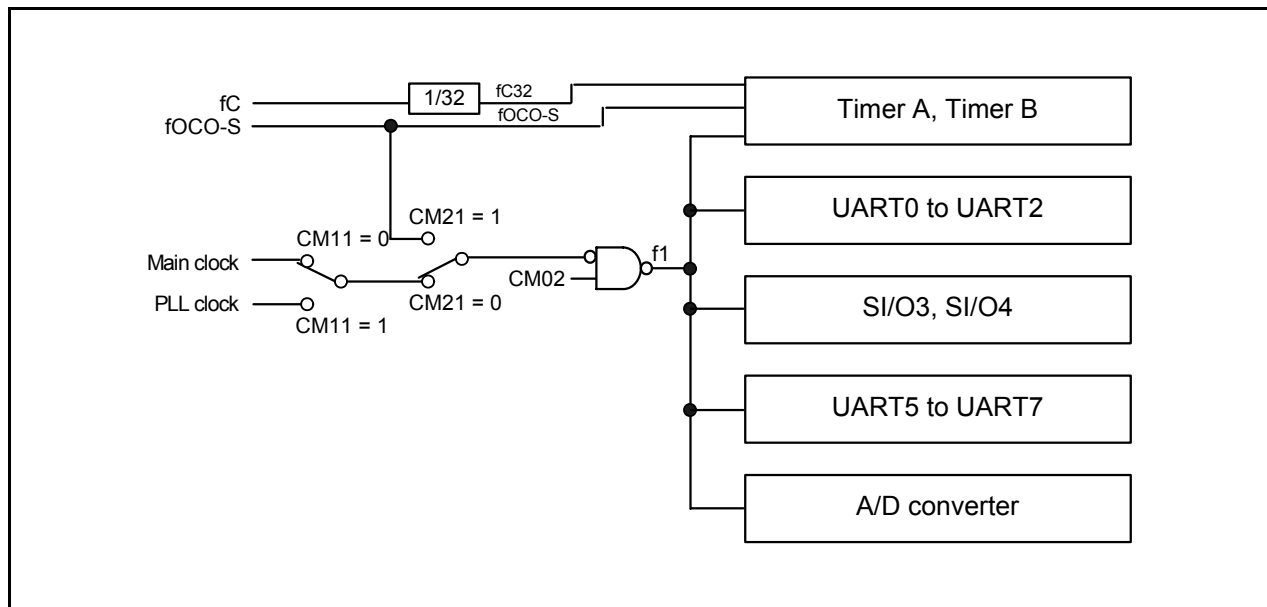 fC
1/32
fC32
Timer A, Timer B
fOCO-S
fOCO-S
UART0 to UART2
CM21 = 1
CM11 = 0
Main clock
f1
CM02
PLL clock
CM21 = 0
CM11 = 1
SI/O3, SI/O4
UART5 to UART7
A/D converter